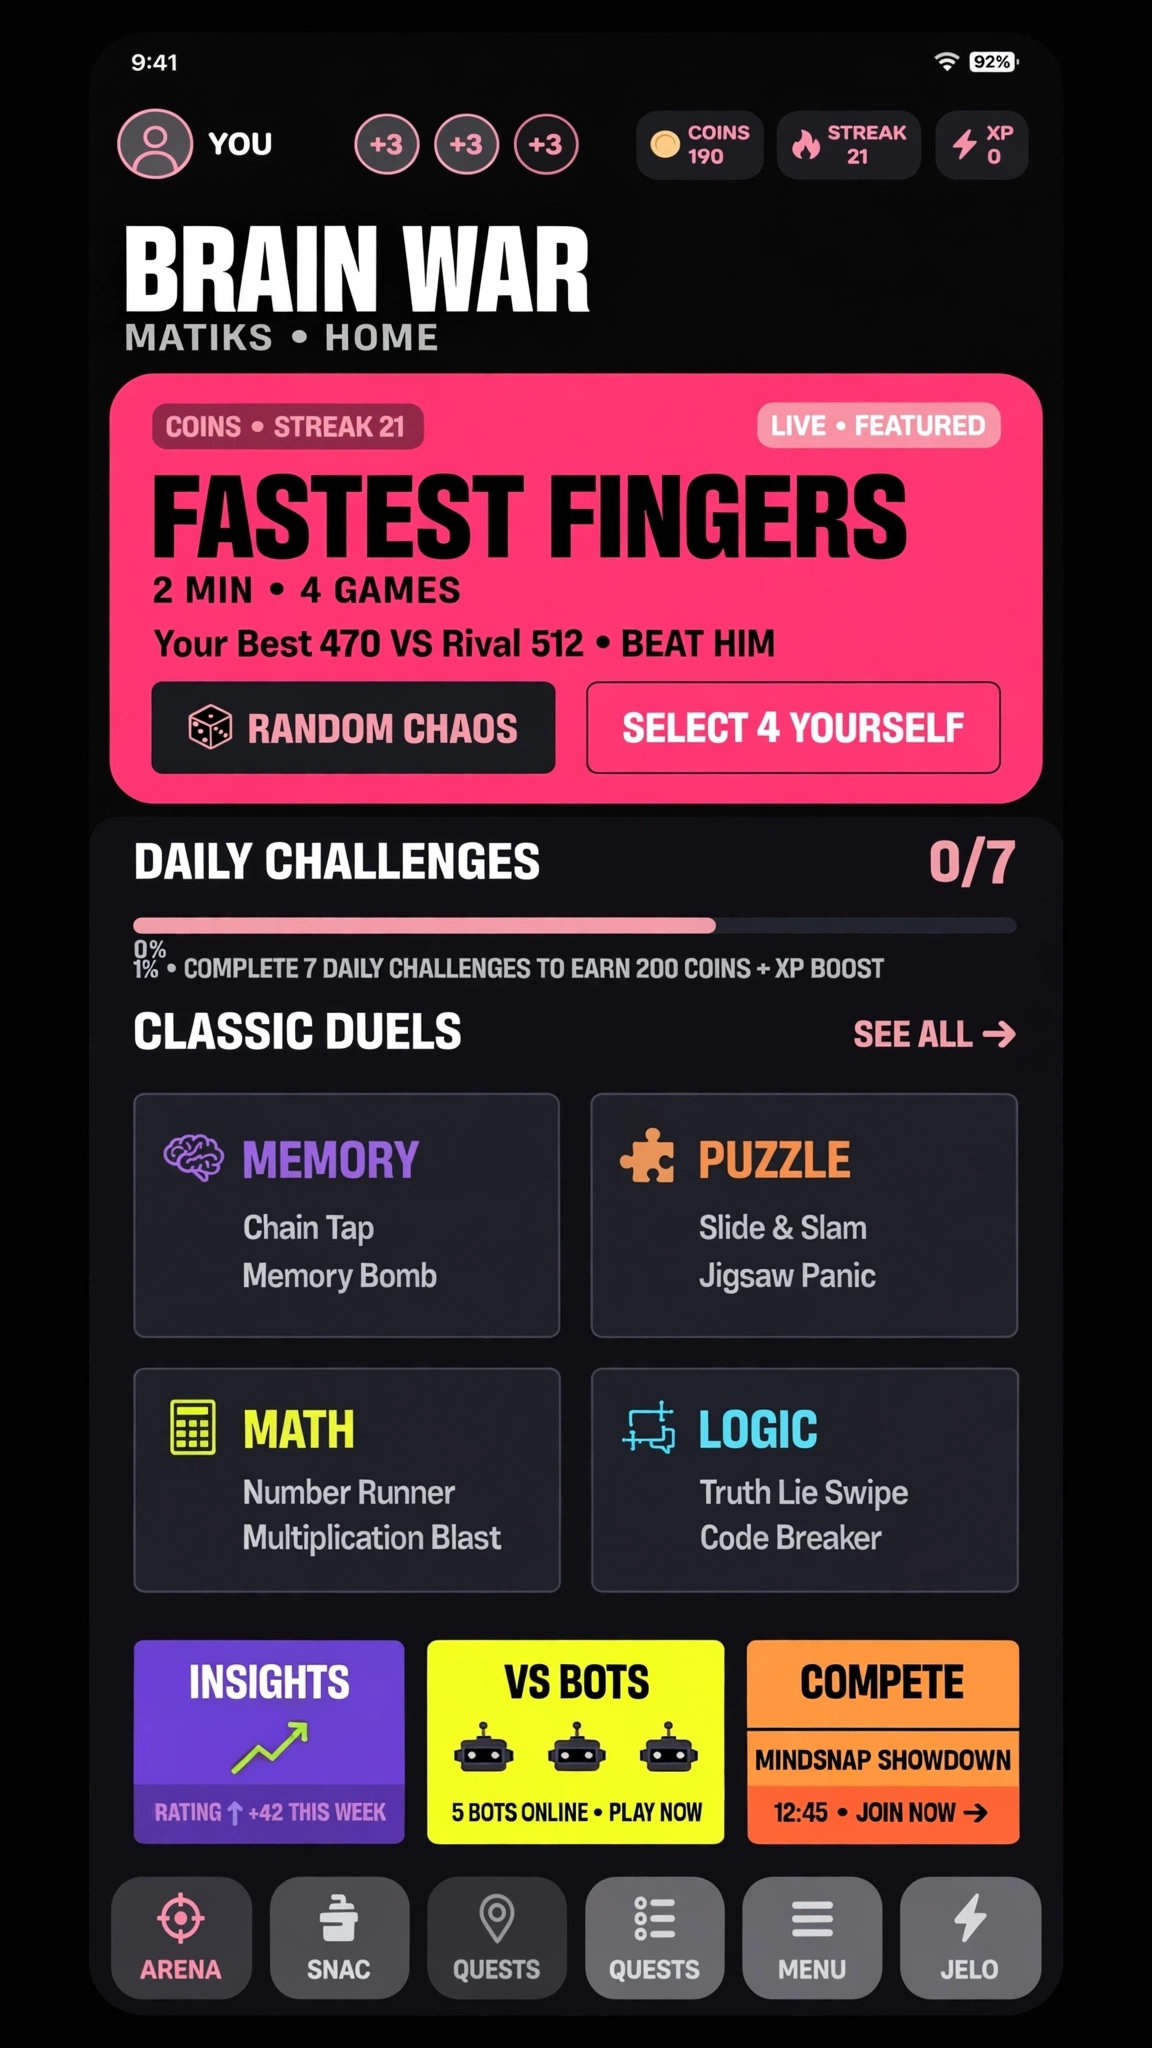 9:41
92%
YOU
+3 +3 +3
COINS 190
STREAK 21
XP 0
BRAIN WAR
MATIKS • HOME
COINS • STREAK 21
LIVE • FEATURED
FASTEST FINGERS
2 MIN • 4 GAMES
Your Best 470 VS Rival 512 • BEAT HIM
RANDOM CHAOS
SELECT 4 YOURSELF
DAILY CHALLENGES
0/7
0%
1% • COMPLETE 7 DAILY CHALLENGES TO EARN 200 COINS + XP BOOST
CLASSIC DUELS
SEE ALL →
MEMORY
Chain Tap
Memory Bomb
PUZZLE
Slide & Slam
Jigsaw Panic
MATH
Number Runner
Multiplication Blast
LOGIC
Truth Lie Swipe
Code Breaker
INSIGHTS
RATING ↑ +42 THIS WEEK
VS BOTS
5 BOTS ONLINE • PLAY NOW
COMPETE
MINDSNAP SHOWDOWN
12:45 • JOIN NOW →
ARENA
SNAC
QUESTS
QUESTS
MENU
JELO